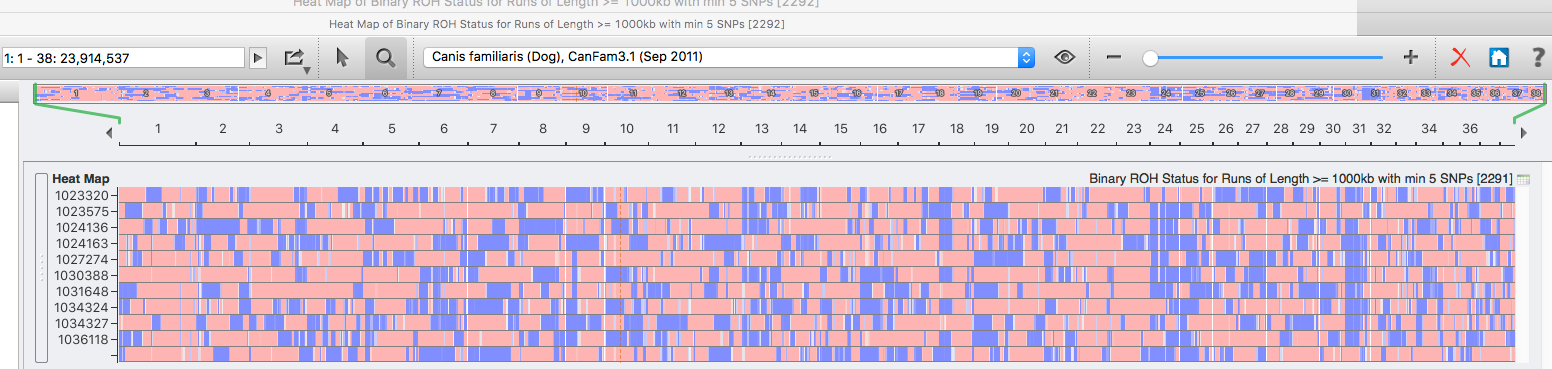 Heat Map of Binary ROH Status for Runs of Length >= 1000kb with min 5 SNPs [2292]
Heat Map of Binary ROH Status for Runs of Length >= 1000kb with min 5 SNPs [2292]
1: 1 - 38: 23,914,537
Canis familiaris (Dog), CanFam3.1 (Sep 2011)
?
1 2 3 4 5 6 7 8 9 10 11 12 13 14 15 16 17 18 19 20 21 22 23 24 25 26 27 28 29 30 31 32 33 34 35 36 37 38
1 2 3 4 5 6 7 8 9 10 11 12 13 14 15 16 17 18 19 20 21 22 23 24 25 26 27 28 29 30 31 32 34 36
Heat Map
Binary ROH Status for Runs of Length >= 1000kb with min 5 SNPs [2291]
1023320
1023575
1024136
1024163
1027274
1030388
1031648
1034324
1034327
1036118